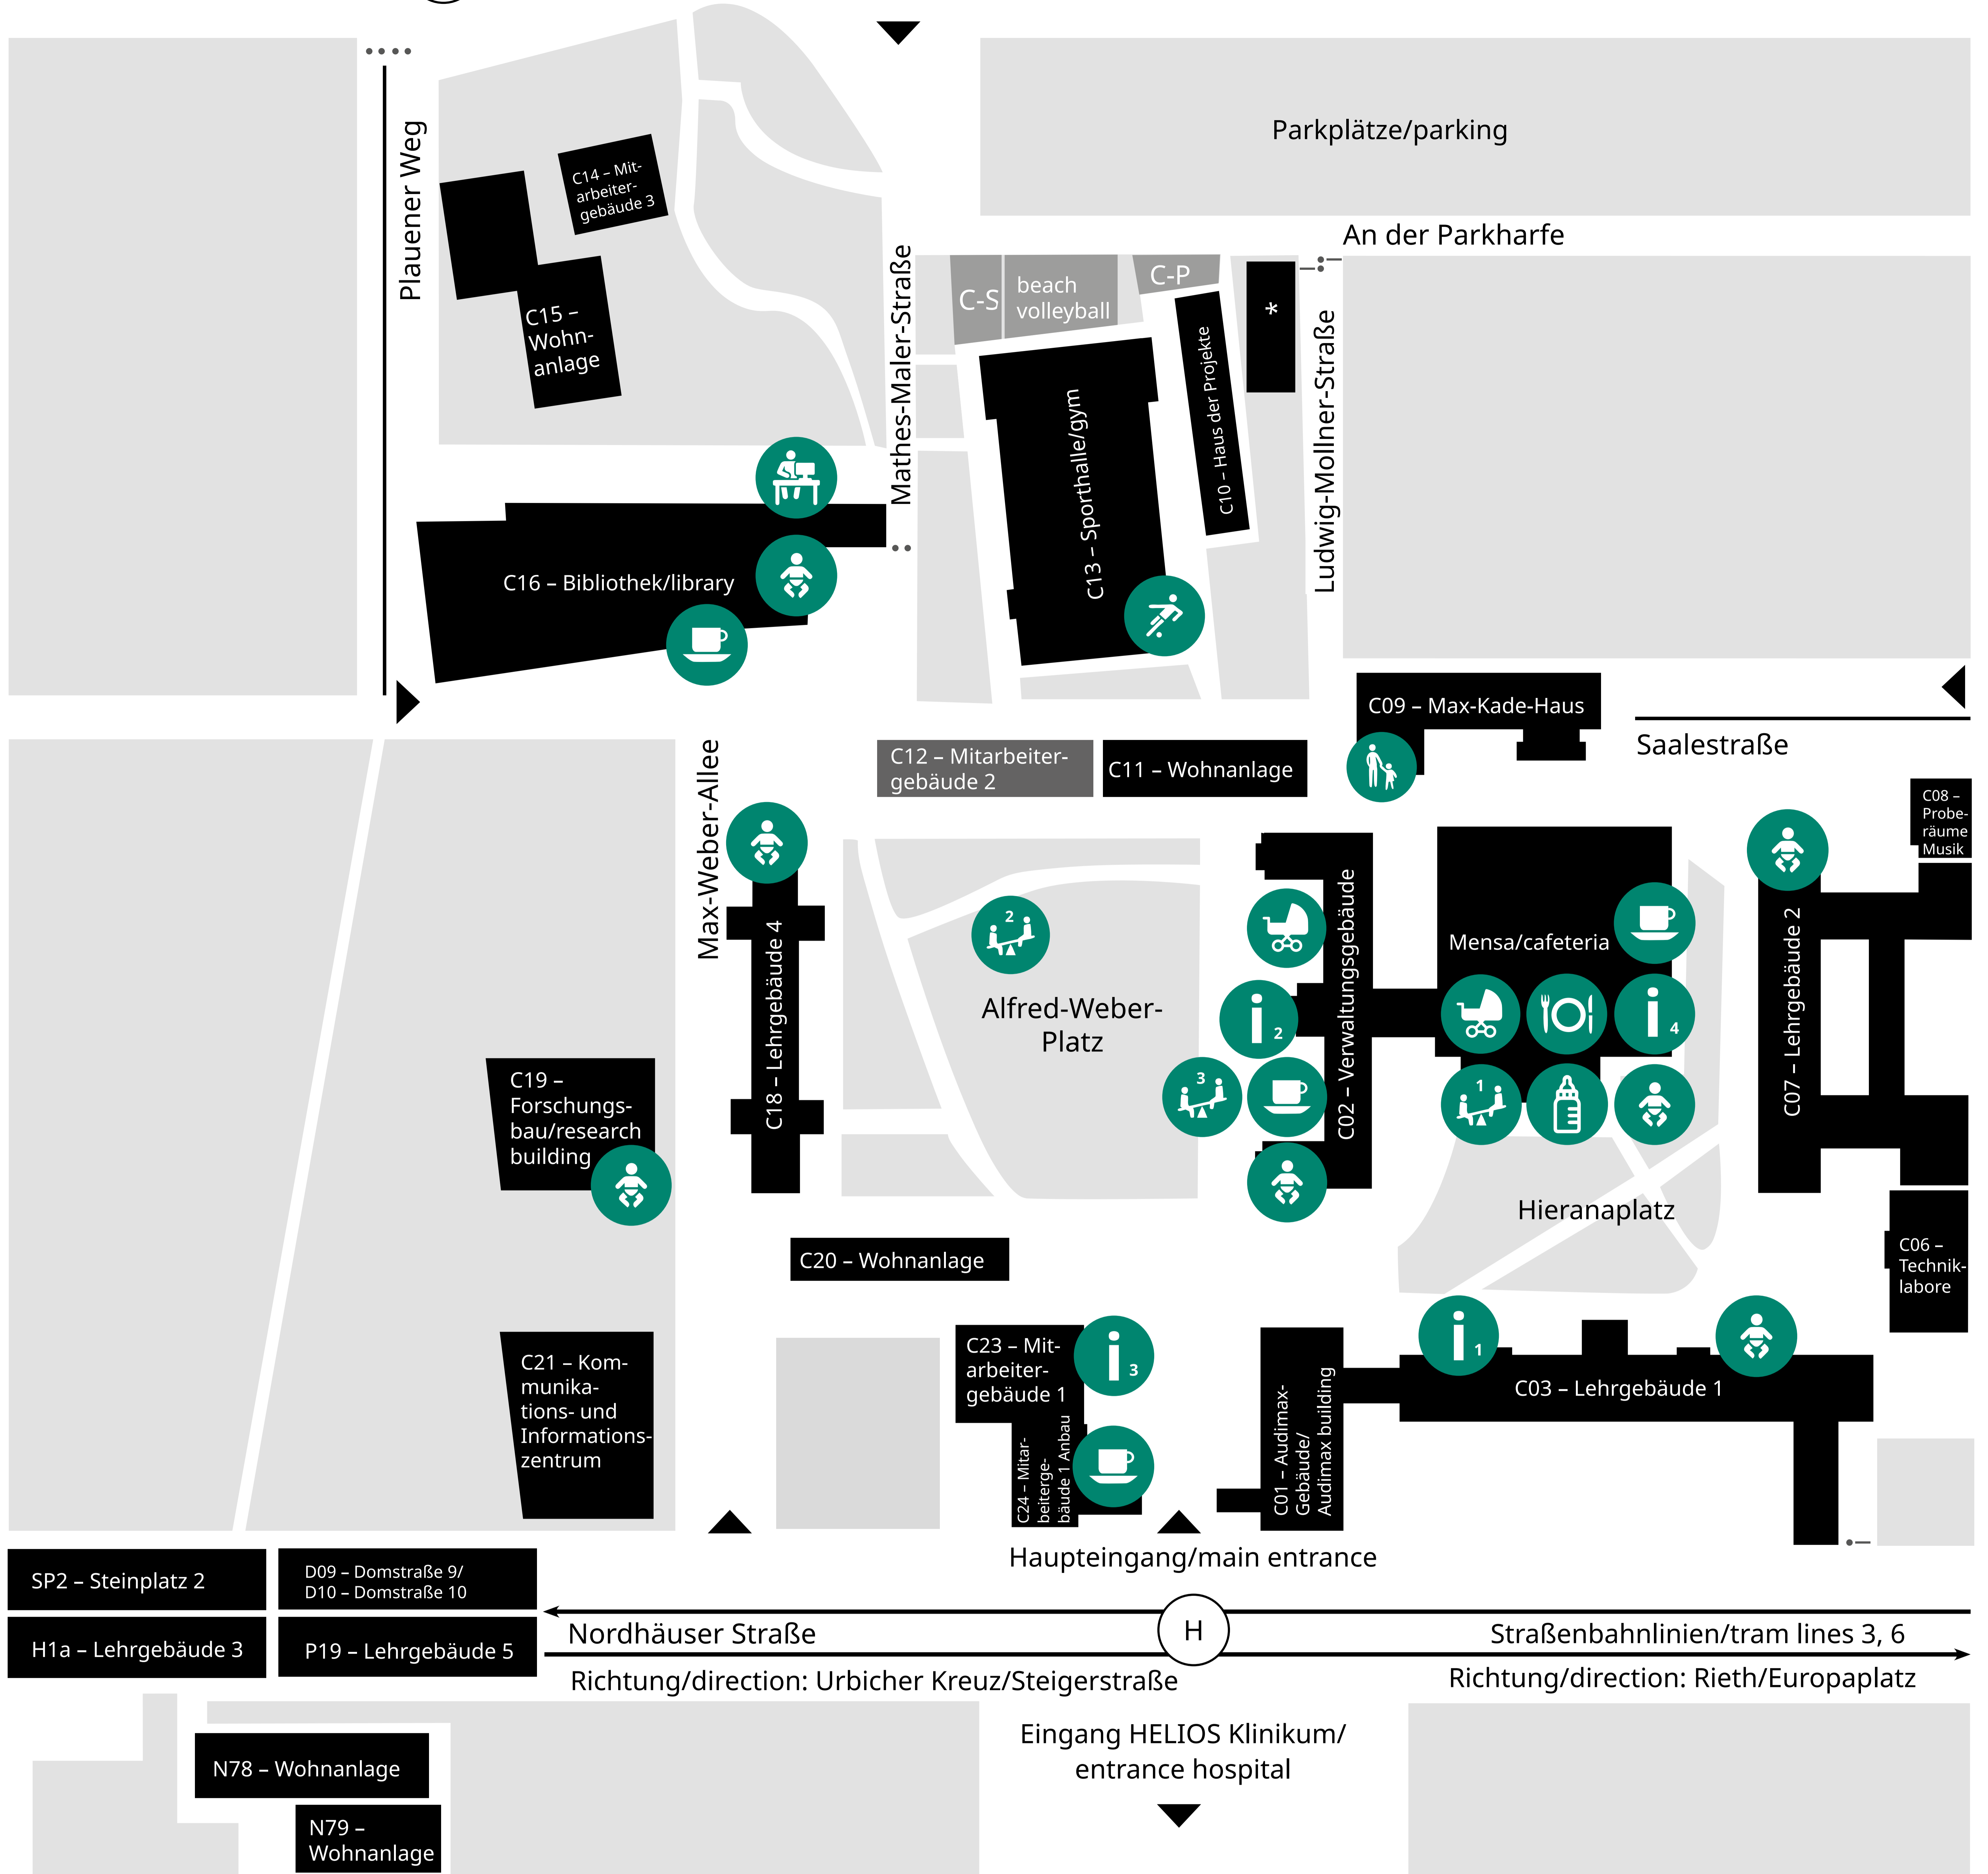 Parkplätze/parking
An der Parkharfe
Plauener Weg
C14 – Mit-
arbeiter-
gebäude 3
C15 –
Wohn-
anlage
Mathes-Maler-Straße
C-S
beach
volleyball
C-P
*
C10 – Haus der Projekte
C13 – Sporthalle/gym
Ludwig-Mollner-Straße
C16 – Bibliothek/library
C09 – Max-Kade-Haus
Saalestraße
C12 – Mitarbeiter-
gebäude 2
C11 – Wohnanlage
Max-Weber-Allee
C08 –
Probe-
räume
Musik
C18 – Lehrgebäude 4
2
Alfred-Weber-
Platz
2
3
C02 – Verwaltungsgebäude
Mensa/cafeteria
4
1
C07 – Lehrgebäude 2
C19 –
Forschungs-
bau/research
building
Hieranaplatz
C06 –
Technik-
labore
C20 – Wohnanlage
C21 – Kom-
munika-
tions- und
Informations-
zentrum
C23 – Mit-
arbeiter-
gebäude 1
3
C24 – Mitar-
beiterge-
bäude 1 Anbau
C01 – Audimax-
Gebäude/
Audimax building
1
C03 – Lehrgebäude 1
Haupteingang/main entrance
SP2 – Steinplatz 2
D09 – Domstraße 9/
D10 – Domstraße 10
H1a – Lehrgebäude 3
P19 – Lehrgebäude 5
Nordhäuser Straße
H
Straßenbahnlinien/tram lines 3, 6
Richtung/direction: Urbicher Kreuz/Steigerstraße
Richtung/direction: Rieth/Europaplatz
Eingang HELIOS Klinikum/
entrance hospital
N78 – Wohnanlage
N79 –
Wohnanlage